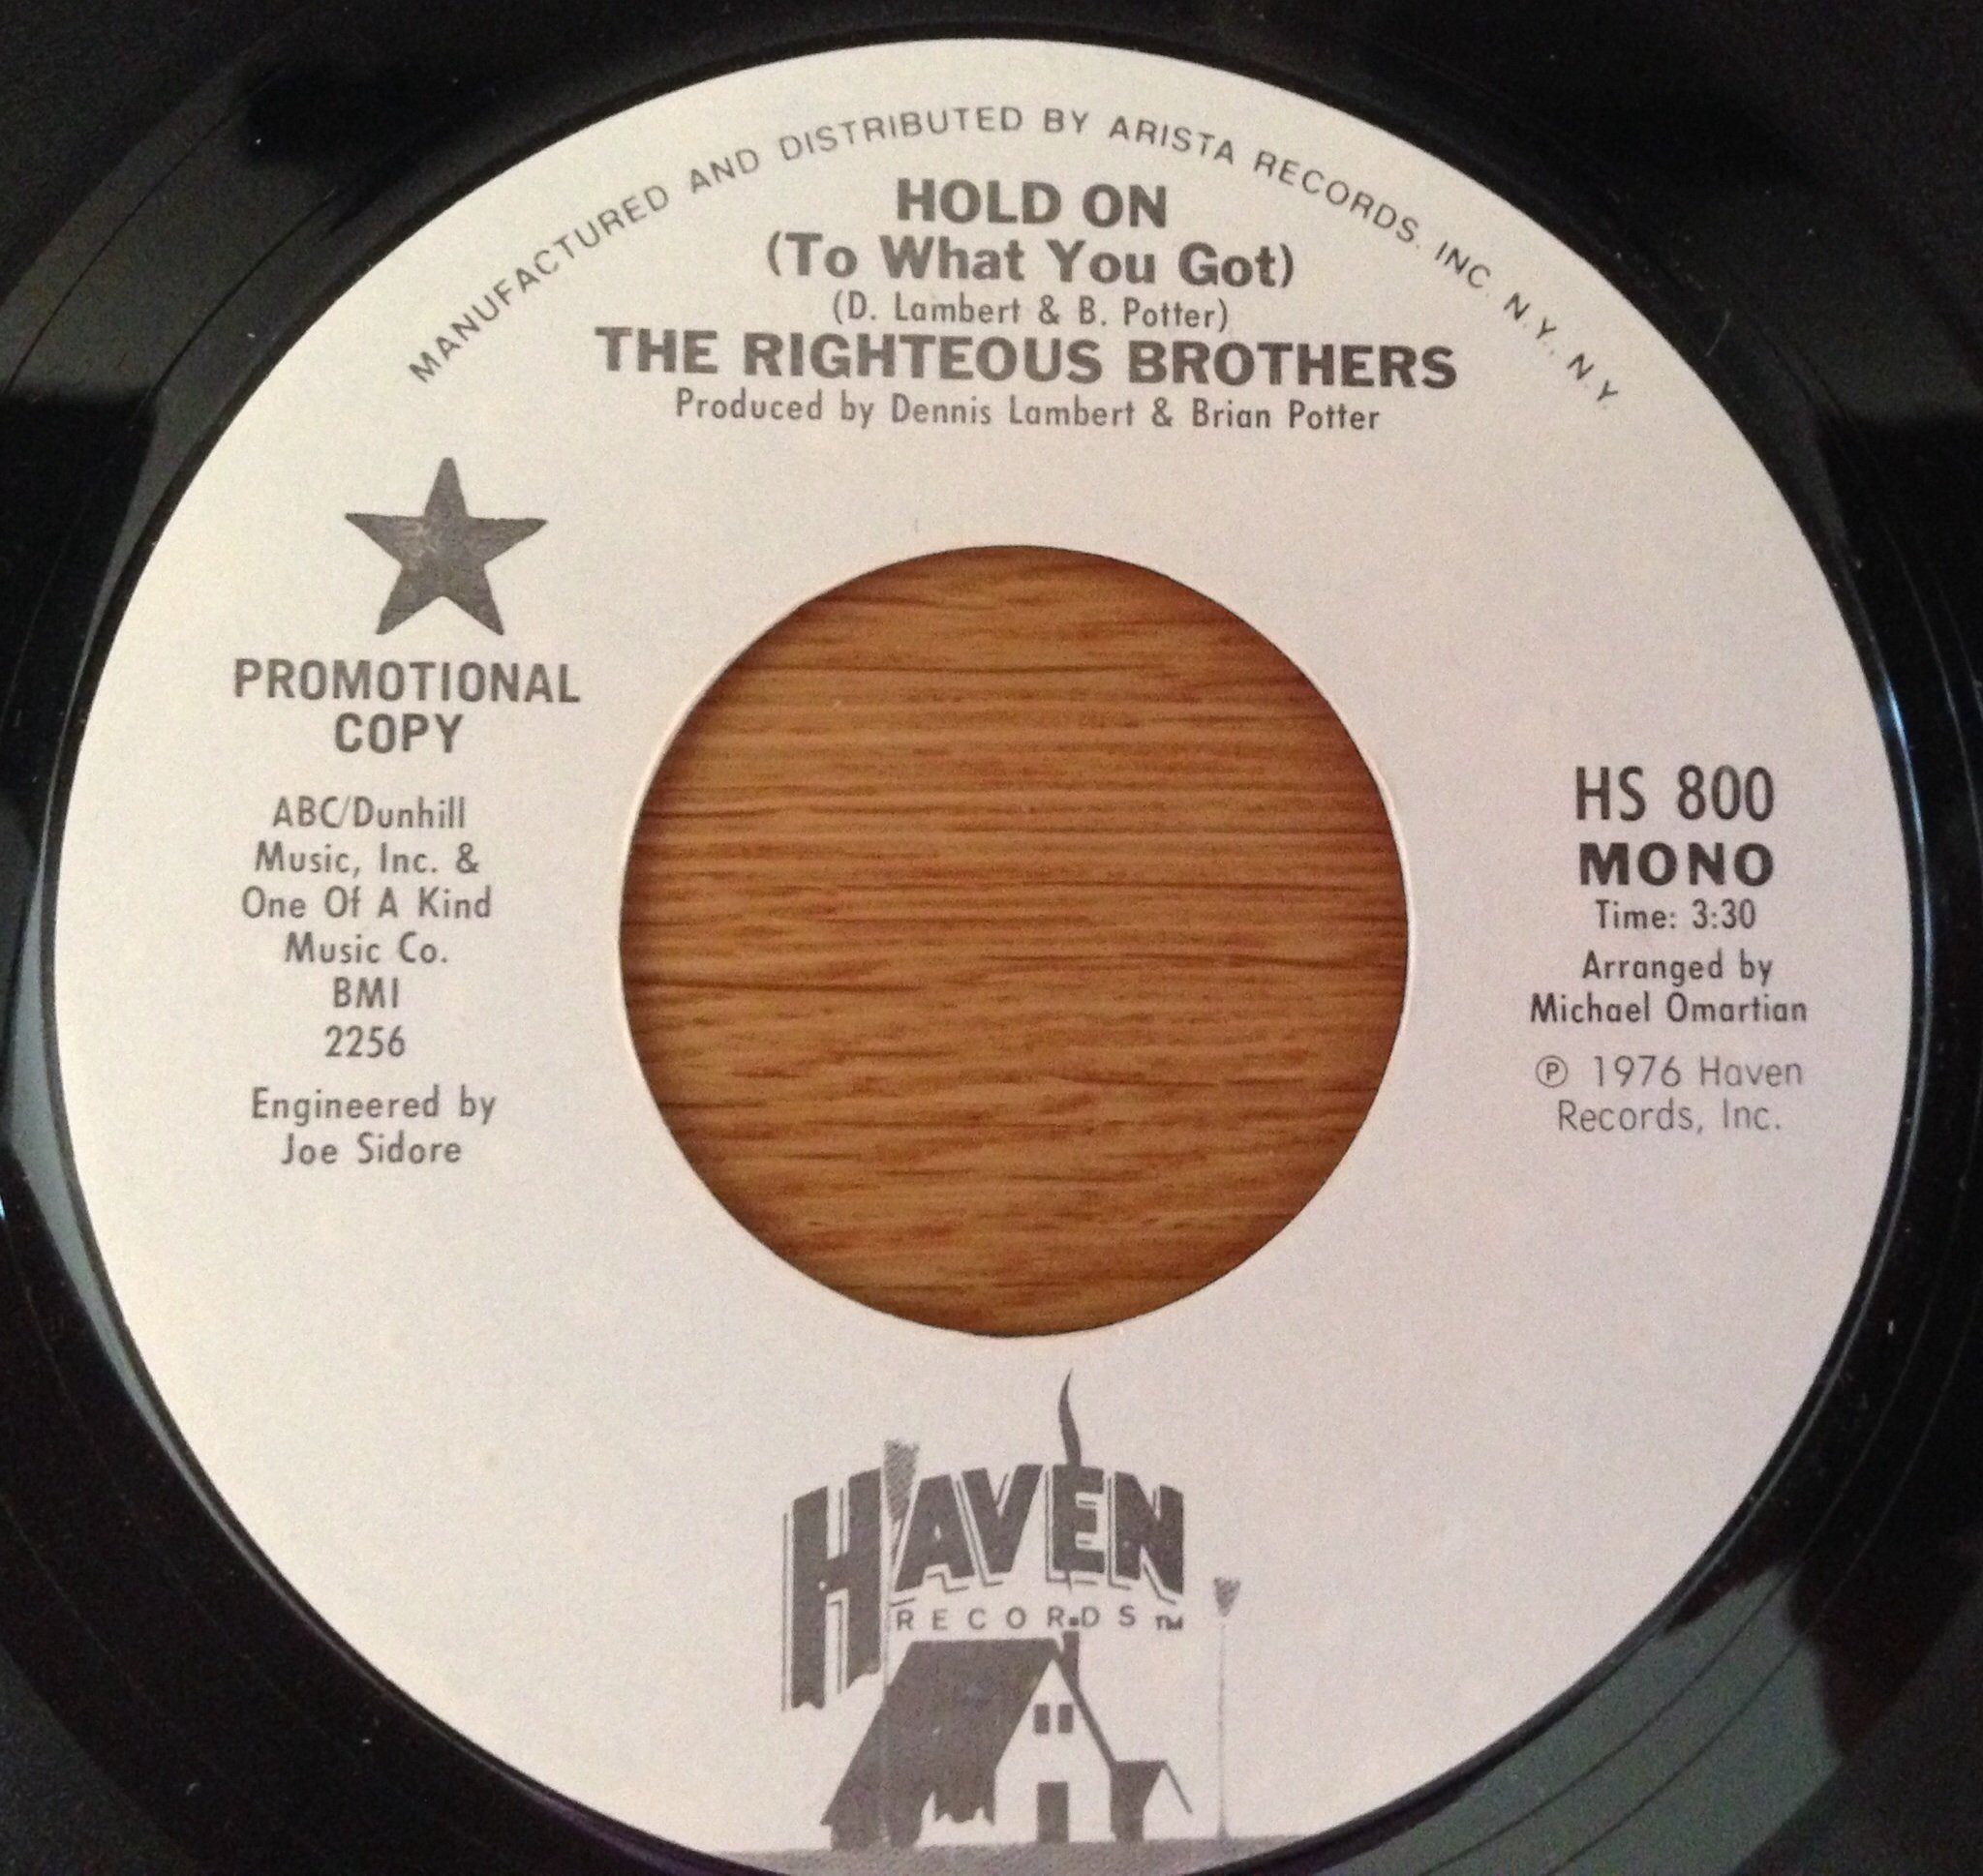 MANUFACTURED AND DISTRIBUTED BY ARISTA RECORDS, INC. N.Y., N.Y.
HOLD ON
(To What You Got)
(D. Lambert & B. Potter)
THE RIGHTEOUS BROTHERS
Produced by Dennis Lambert & Brian Potter
PROMOTIONAL
COPY
ABC/Dunhill
Music, Inc. &
One Of A Kind
Music Co.
BMI
2256
Engineered by
Joe Sidore
HS 800
MONO
Time: 3:30
Arranged by
Michael Omartian
℗ 1976 Haven
Records, Inc.
HAVEN
RECORDS TM